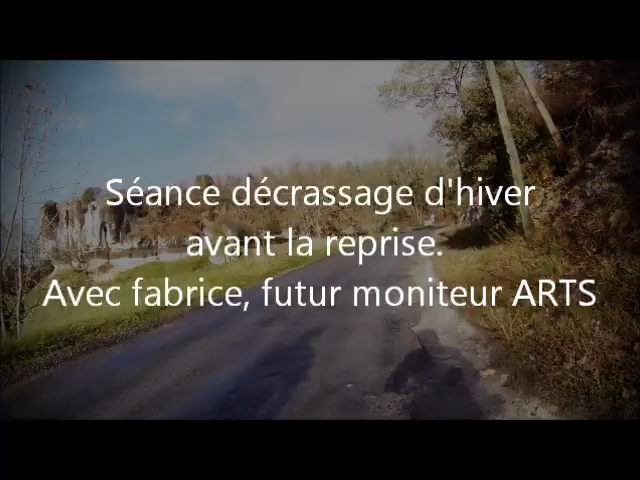 Séance décrassage d'hiver
avant la reprise.
Avec fabrice, futur moniteur ARTS